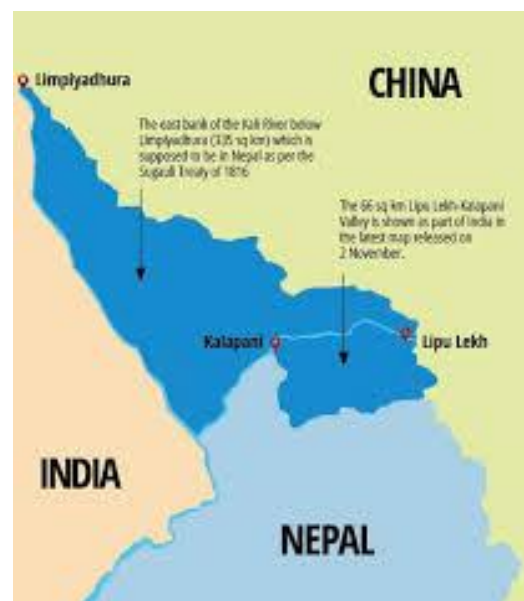 Limpiyadhura
CHINA
The east bank of the Kali River below
Limpiyadhura (335 sq km) which is
supposed to be in Nepal as per the
Sugauli Treaty of 1816
The 66 sq km Lipu Lekh-Kalapani
Valley is shown as part of India in
the latest map released on
2 November.
Kalapani
Lipu Lekh
INDIA
NEPAL